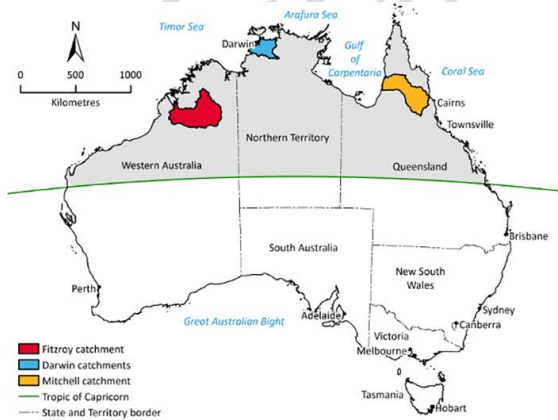 Arafura Sea
Timor Sea
N
Darwin
Gulf
of
Carpentaria
Coral Sea
0 500 1000
Kilometres
Cairns
Townsville
Northern Territory
Western Australia
Queensland
Brisbane
South Australia
New South
Wales
Perth
Sydney
Adelaide
Canberra
Great Australian Bight
Victoria
Melbourne
Tasmania
Hobart
Fitzroy catchment
Darwin catchments
Mitchell catchment
Tropic of Capricorn
State and Territory border